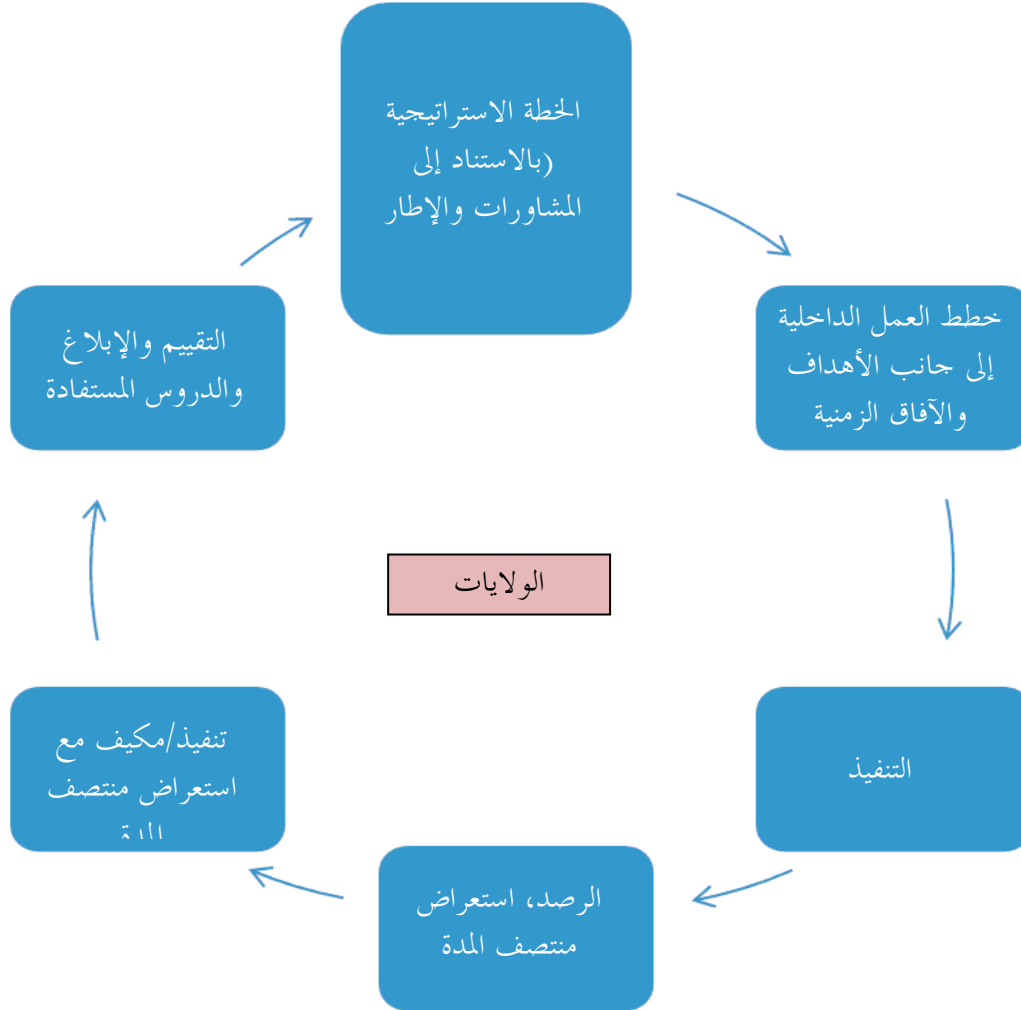 الخطة الاستراتيجية
(بالاستناد إلى
المشاورات والإطار
خطط العمل الداخلية
إلى جانب الأهداف
والآفاق الزمنية
التنفيذ
الرصد، استعراض
منتصف المدة
تنفيذ/مكيف مع
استعراض منتصف
المدة
التقييم والإبلاغ
والدروس المستفادة
الولايات